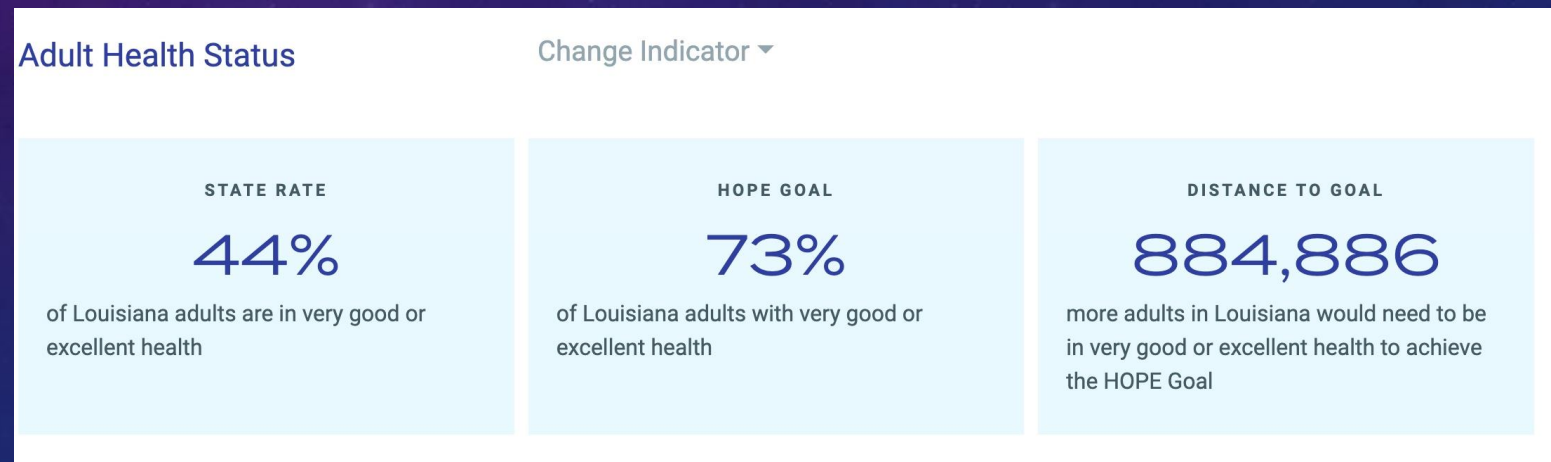 Adult Health Status
Change Indicator
STATE RATE
44%
of Louisiana adults are in very good or
excellent health
HOPE GOAL
73%
of Louisiana adults with very good or
excellent health
DISTANCE TO GOAL
884,886
more adults in Louisiana would need to be
in very good or excellent health to achieve
the HOPE Goal